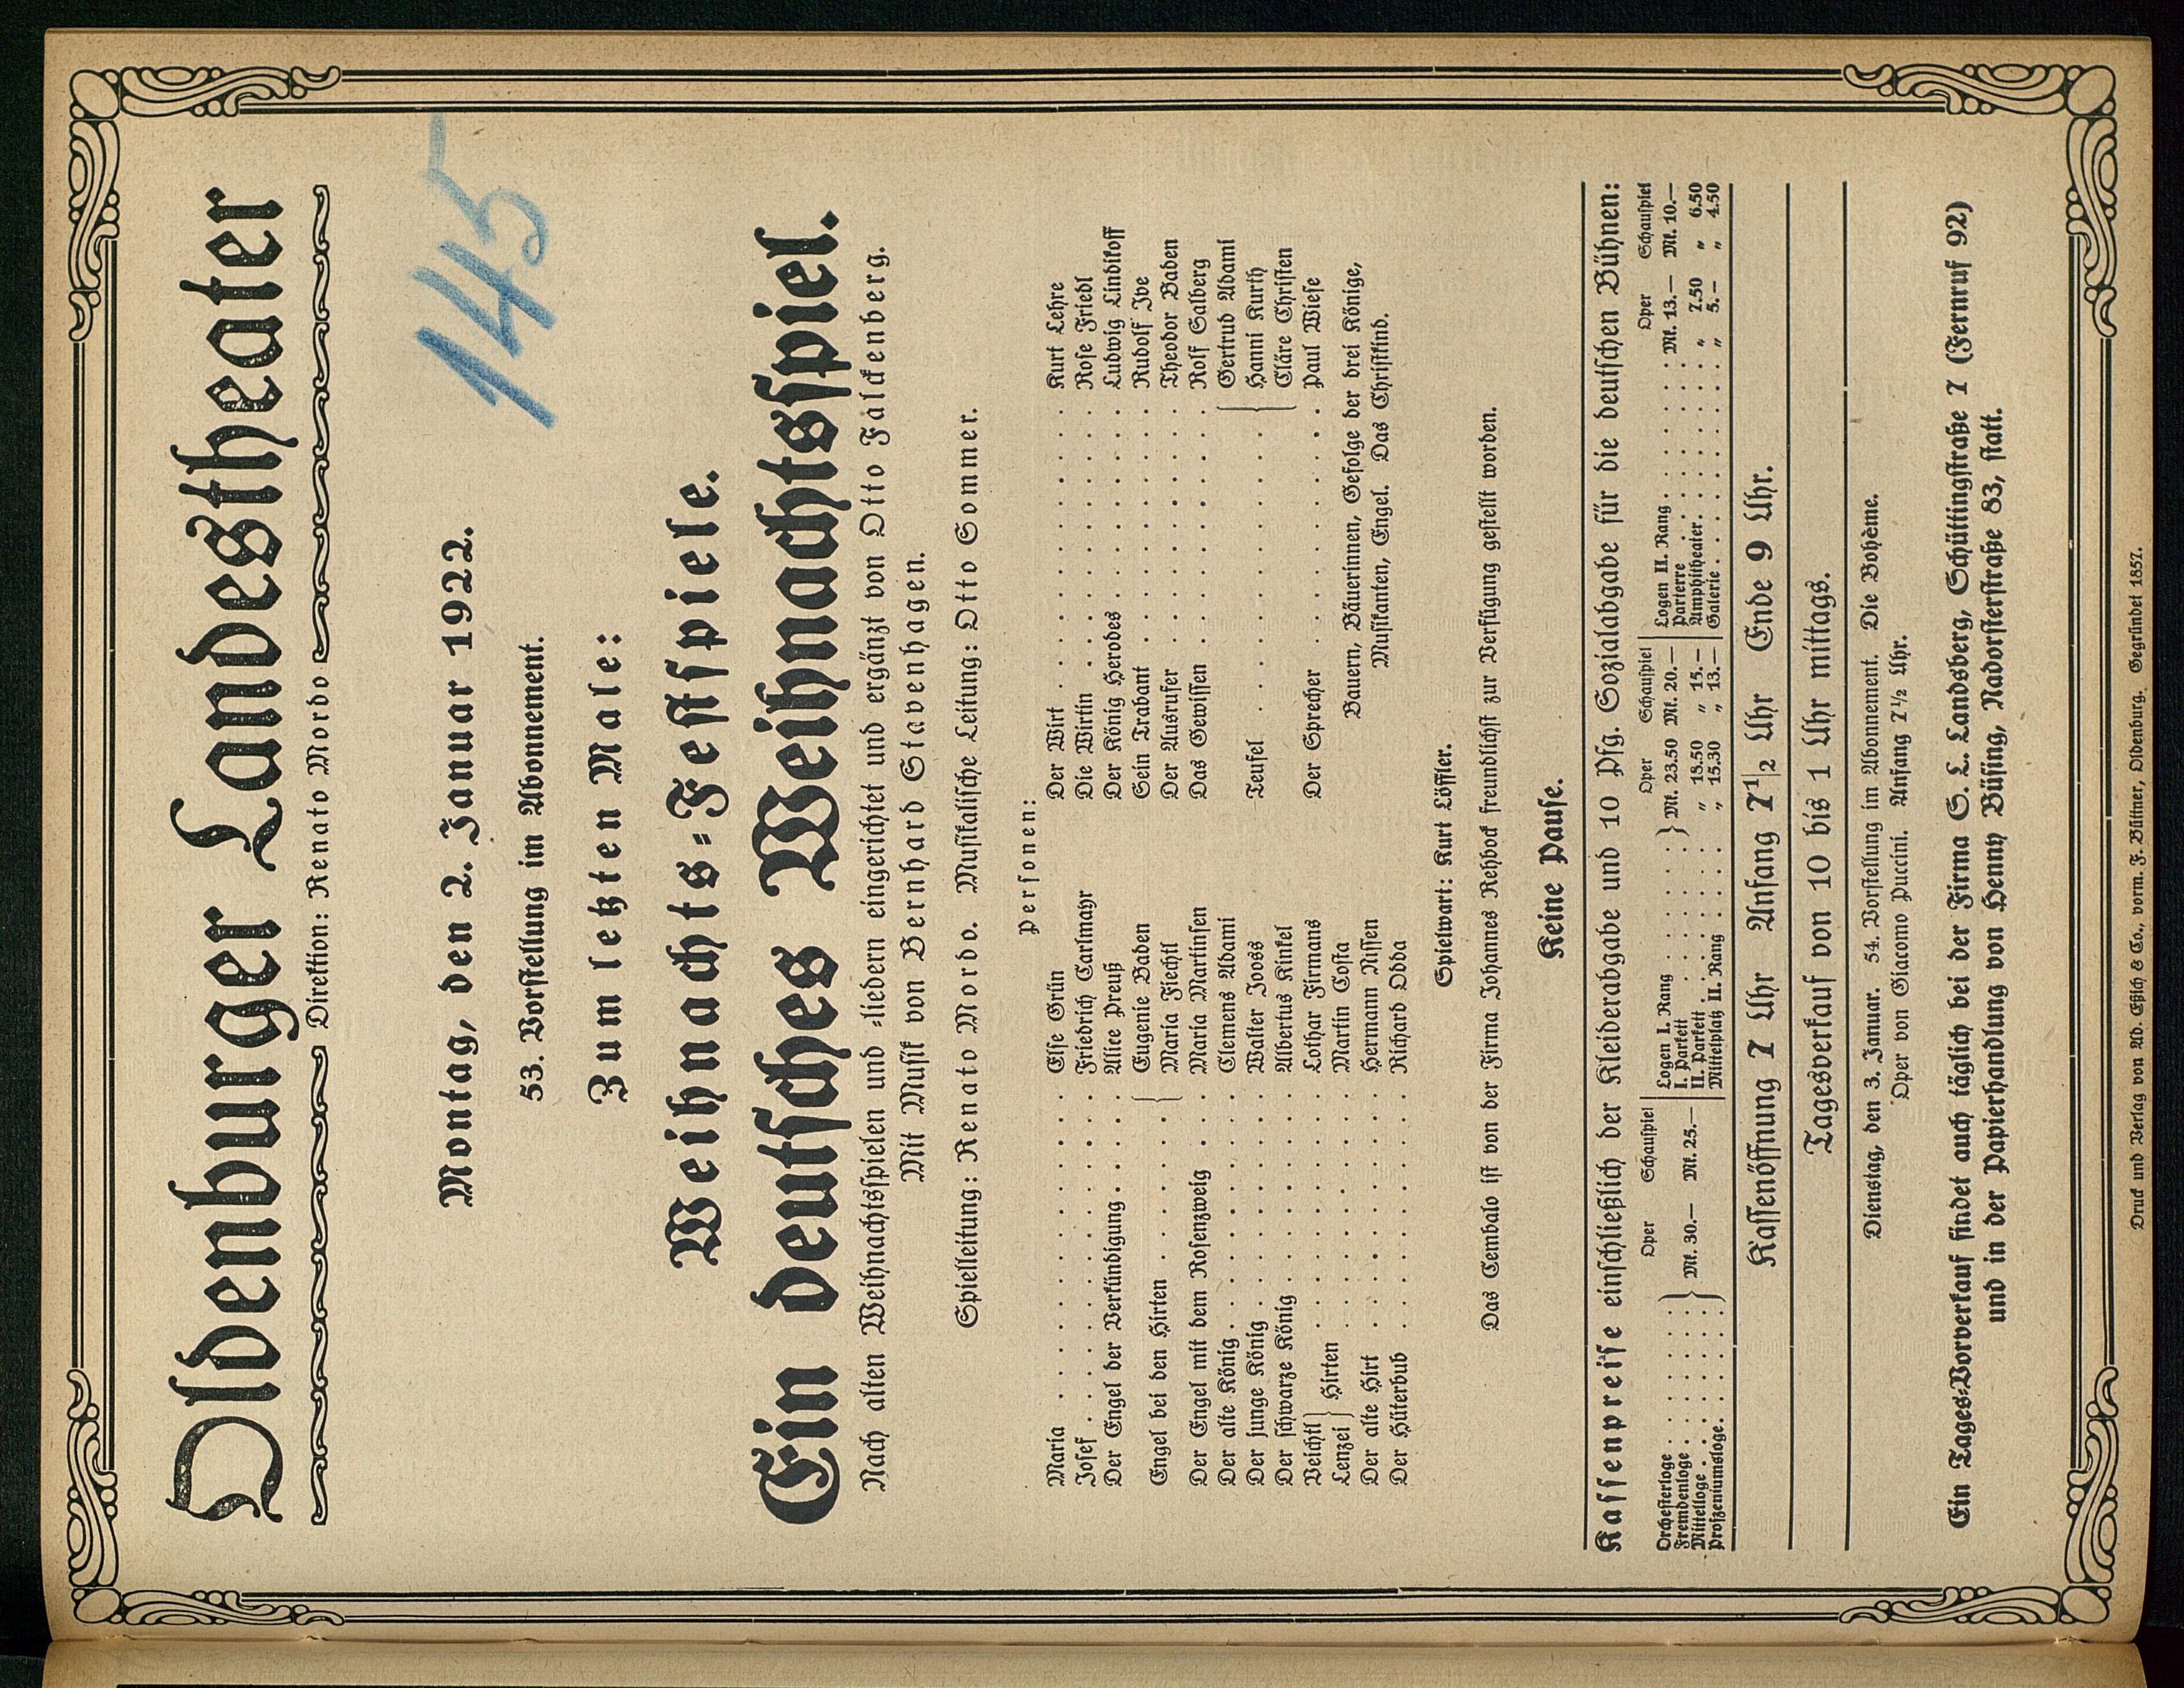 Oldenburger Landestheater
Direktion: Renato Mordo
145
Montag, den 2. Januar 1922.
53. Vorstellung im Abonnement.
Zum letzten Male:
Weihnachts-Festspiele.
Ein deutsches Weihnachtsspiel.
Nach alten Weihnachtsspielen und -liedern eingerichtet und ergänzt von Otto Falckenberg.
Mit Musik von Bernhard Stavenhagen.
Spielleitung: Renato Mordo. Musikalische Leitung: Otto Sommer.
Personen:
Maria . . . . . . . . . . . Else Grün
Josef . . . . . . . . . . . Friedrich Carlmayr
Der Engel der Verkündigung . . . . Alice Preuß
Engel bei den Hirten . . . . . { Eugenie Baden
Maria Fiechtl
Der Engel mit dem Rosenzweig . . . Maria Martinsen
Der alte König . . . . . . . . Clemens Adami
Der junge König . . . . . . . . Walter Jooss
Der schwarze König . . . . . . . Albertus Kinkel
Veichtl } Hirten . . . . . . . Lothar Firmans
Lenzei } . . . . . . . Martin Costa
Der alte Hirt . . . . . . . . Hermann Nissen
Der Hüterbub . . . . . . . . Richard Odda
Der Wirt . . . . . . . . . . Kurt Lehre
Die Wirtin . . . . . . . . . . Rose Friedl
Der König Herodes . . . . . . . Ludwig Lindikoff
Sein Trabant . . . . . . . . . Rudolf Ive
Der Ausrufer . . . . . . . . . Theodor Baden
Das Gewissen . . . . . . . . . Rolf Salberg
Teufel . . . . . . . . . . { Gertrud Adami
Hanni Kurth
Cläre Christen
Der Sprecher . . . . . . . . . Paul Wiese
Bauern, Bäuerinnen, Gefolge der drei Könige,
Musikanten, Engel. Das Christkind.
Spielwart: Kurt Löffler.
Das Cembalo ist von der Firma Johannes Rehbock freundlichst zur Verfügung gestellt worden.
Keine Pause.
Kassenpreise einschließlich der Kleiderabgabe und 10 Pfg. Sozialabgabe für die deutschen Bühnen:
Oper Schauspiel
Orchesterloge . . . . . }
Fremdenloge . . . . . } Mk. 30.— Mk. 25.—
Mittelloge . . . . . }
Proszeniumsloge . . . . }
Oper Schauspiel
Logen I. Rang . . . . } Mk. 23.50 Mk. 20.—
I. Parkett . . . . }
II. Parkett . . . . „ 18.50 „ 15.—
Mittelplatz II. Rang . . . . „ 15.30 „ 13.—
Oper Schauspiel
Logen II. Rang . . . . Mk. 13.— Mk. 10.—
Parterre . . . .
Amphitheater . . . . „ 7.50 „ 6.50
Galerie . . . . „ 5.- „ 4.50
Kassenöffnung 7 Uhr Anfang 7½ Uhr Ende 9 Uhr.
Tagesverkauf von 10 bis 1 Uhr mittags.
Dienstag, den 3. Januar. 54. Vorstellung im Abonnement. Die Bohème.
Oper von Giacomo Puccini. Anfang 7½ Uhr.
Ein Tages-Vorverkauf findet auch täglich bei der Firma S. L. Landsberg, Schüttingstraße 7 (Fernruf 92)
und in der Papierhandlung von Henny Büsing, Nadorsterstraße 83, statt.
Druck und Verlag von Ad. Eßich & Co., vorm. F. Büttner, Oldenburg. Gegründet 1857.